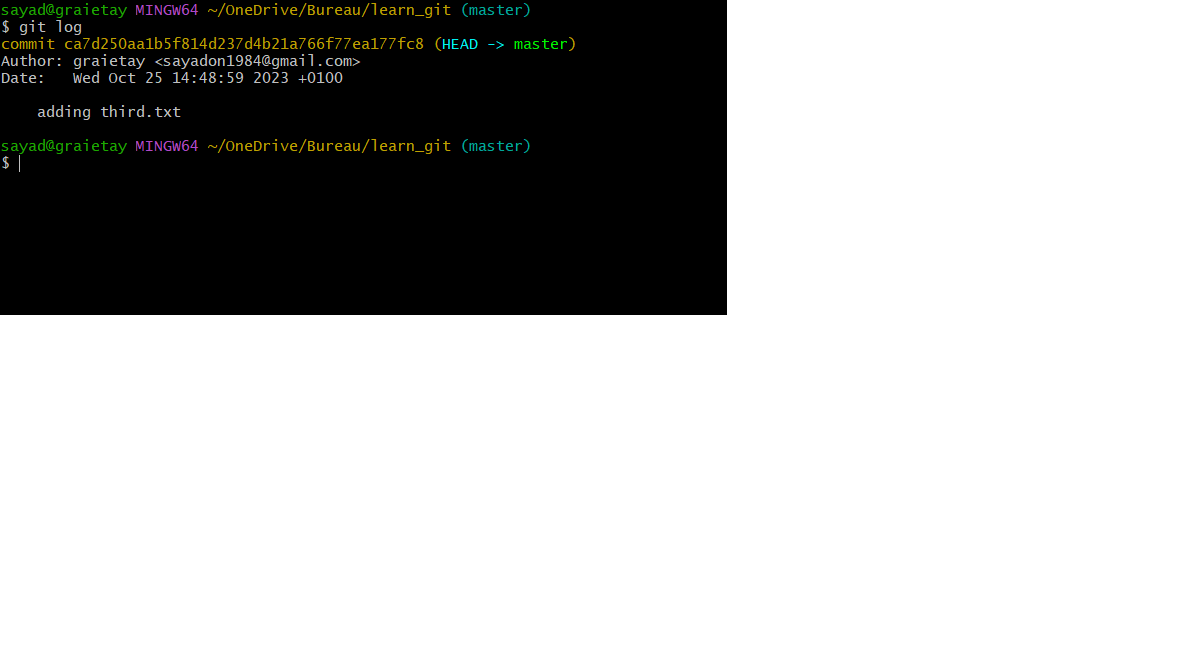 sayad@graietay MINGW64 ~/OneDrive/Bureau/learn_git (master)
$ git log
commit ca7d250aa1b5f814d237d4b21a766f77ea177fc8 (HEAD -> master)
Author: graietay <sayadon1984@gmail.com>
Date:   Wed Oct 25 14:48:59 2023 +0100
    adding third.txt
sayad@graietay MINGW64 ~/OneDrive/Bureau/learn_git (master)
$